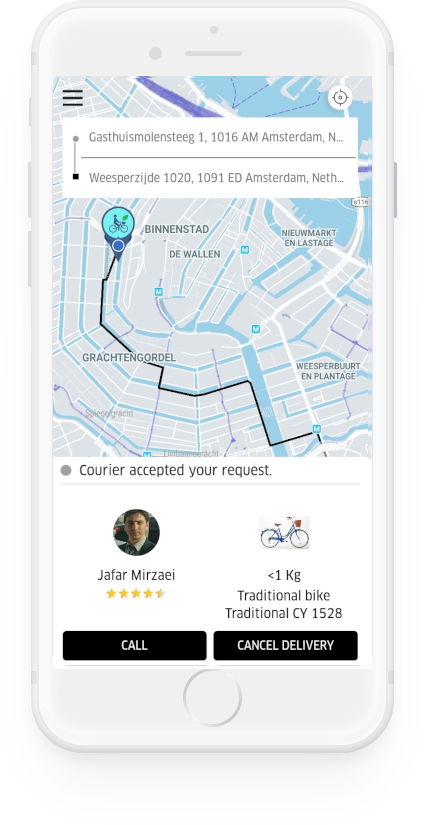 Gasthuismolensteeg 1, 1016 AM Amsterdam, N...
Weesperzijde 1020, 1091 ED Amsterdam, Neth...
s116
BINNENSTAD
NIEUWMARKT
EN LASTAGE
DE WALLEN
M
M
M
GRACHTENGORDEL
WEESPERBUURT
EN PLANTAGE
Spiegelgracht
M
Lijnbaansgracht
M
Courier accepted your request.
Jafar Mirzaei
<1 Kg
Traditional bike
Traditional CY 1528
CALL
CANCEL DELIVERY